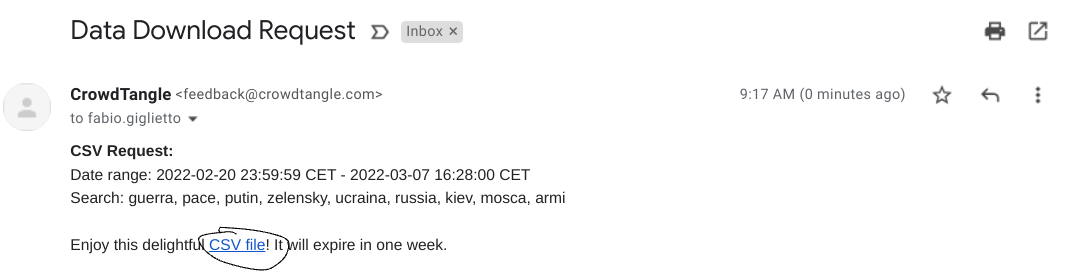 Data Download Request Inbox ×
CrowdTangle <feedback@crowdtangle.com> 9:17 AM (0 minutes ago)
to fabio.giglietto
CSV Request:
Date range: 2022-02-20 23:59:59 CET - 2022-03-07 16:28:00 CET
Search: guerra, pace, putin, zelensky, ucraina, russia, kiev, mosca, armi
Enjoy this delightful CSV file! It will expire in one week.